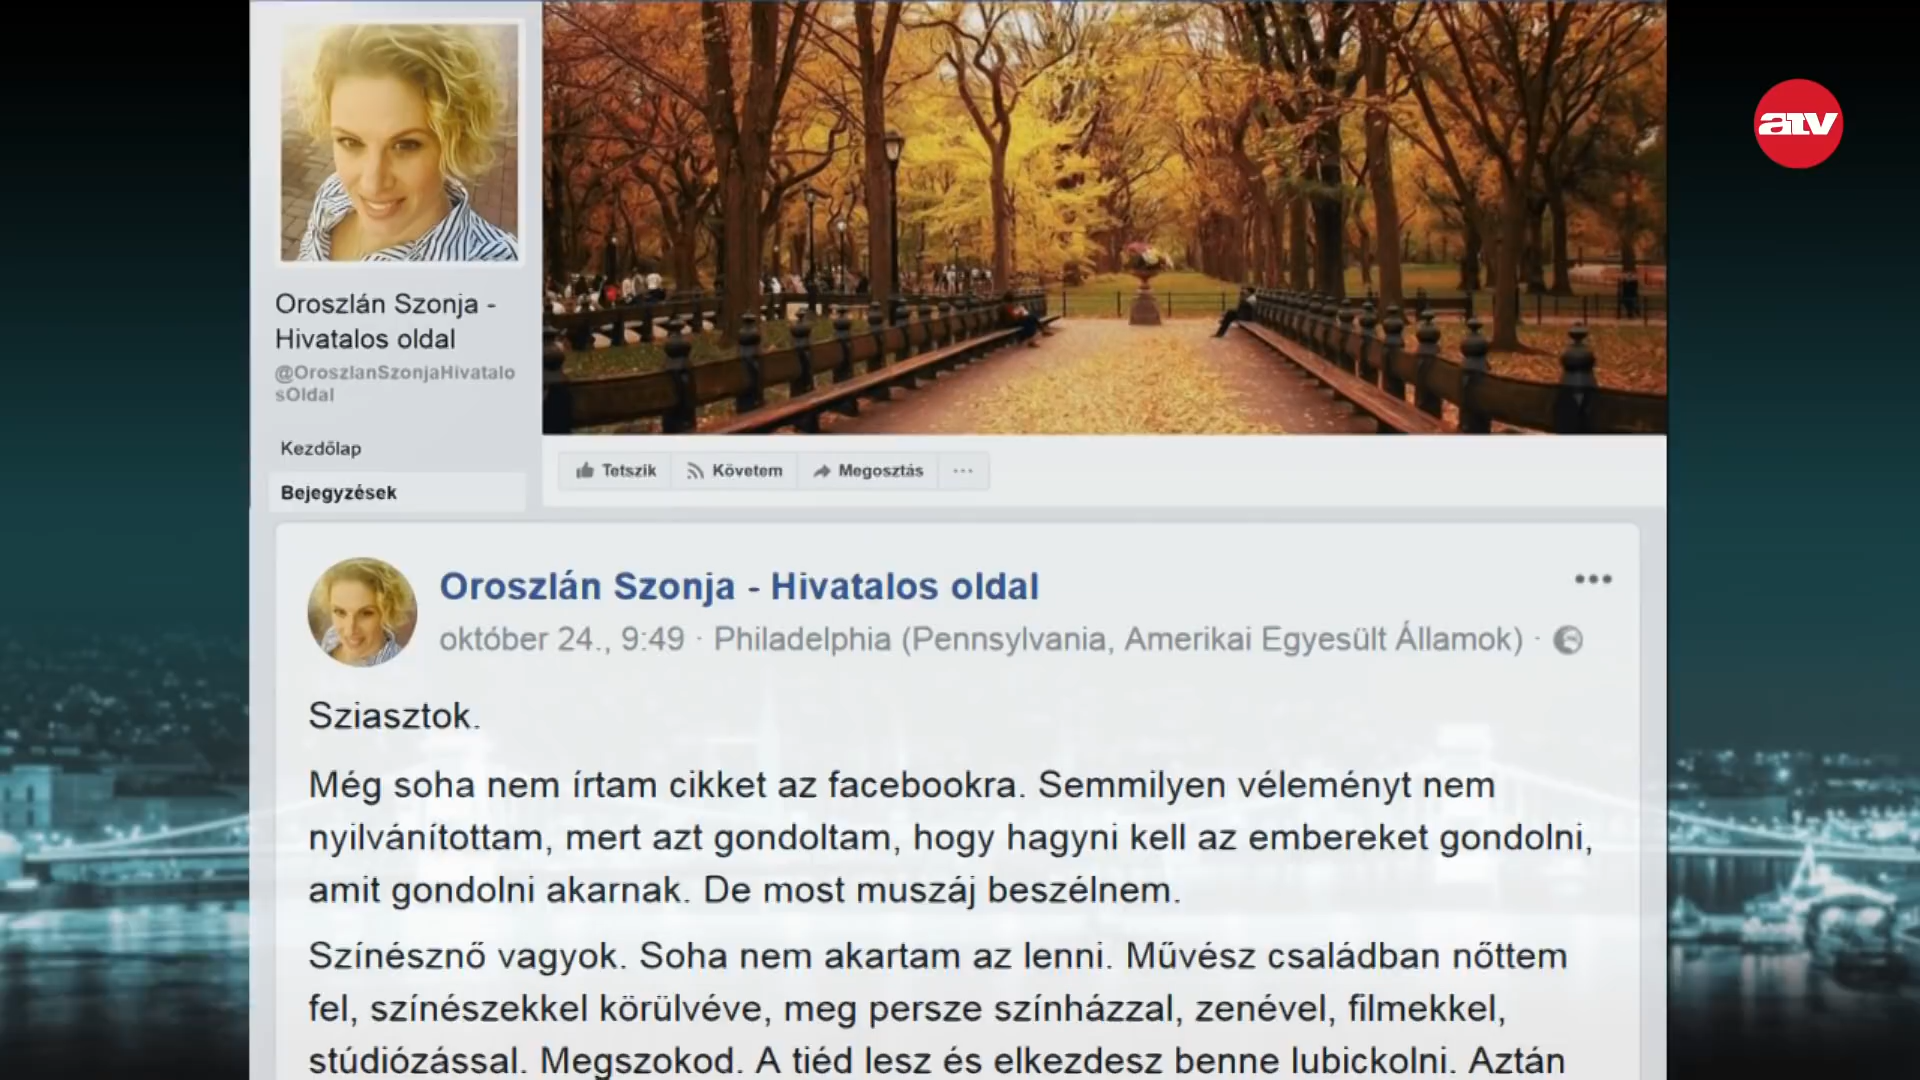 atv
Oroszlán Szonja -
Hivatalos oldal
@OroszlanSzonjaHivatalo
sOldal
Kezdőlap
Bejegyzések
Tetszik Követem Megosztás ...
Oroszlán Szonja - Hivatalos oldal
október 24., 9:49 · Philadelphia (Pennsylvania, Amerikai Egyesült Államok) ·
Sziasztok.
Még soha nem írtam cikket az facebookra. Semmilyen véleményt nem
nyilvánítottam, mert azt gondoltam, hogy hagyni kell az embereket gondolni,
amit gondolni akarnak. De most muszáj beszélnem.
Színésznő vagyok. Soha nem akartam az lenni. Művész családban nőttem
fel, színészekkel körülvéve, meg persze színházzal, zenével, filmekkel,
stúdiózással. Megszokod. A tiéd lesz és elkezdesz benne lubickolni. Aztán